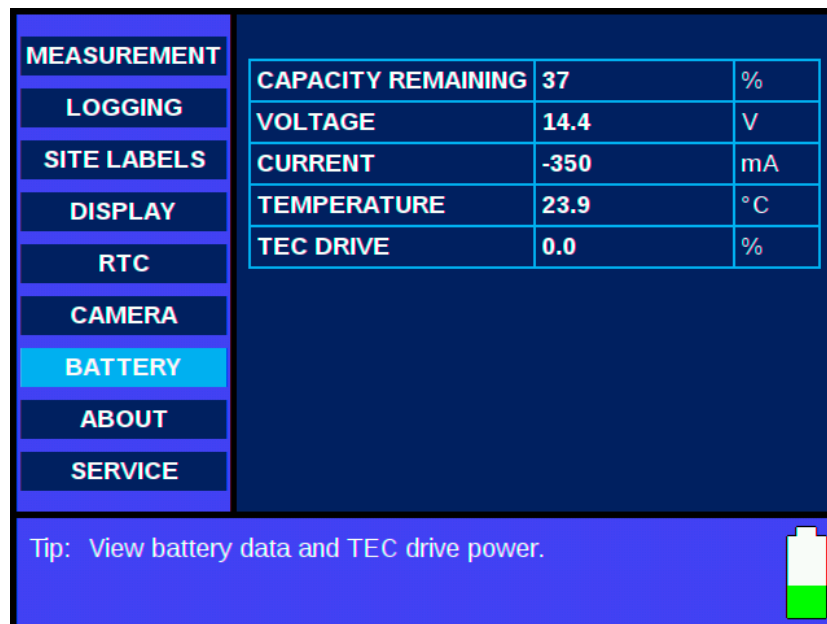 MEASUREMENT
LOGGING
SITE LABELS
DISPLAY
RTC
CAMERA
BATTERY
ABOUT
SERVICE
CAPACITY REMAINING 37 %
VOLTAGE 14.4 V
CURRENT -350 mA
TEMPERATURE 23.9 °C
TEC DRIVE 0.0 %
Tip: View battery data and TEC drive power.